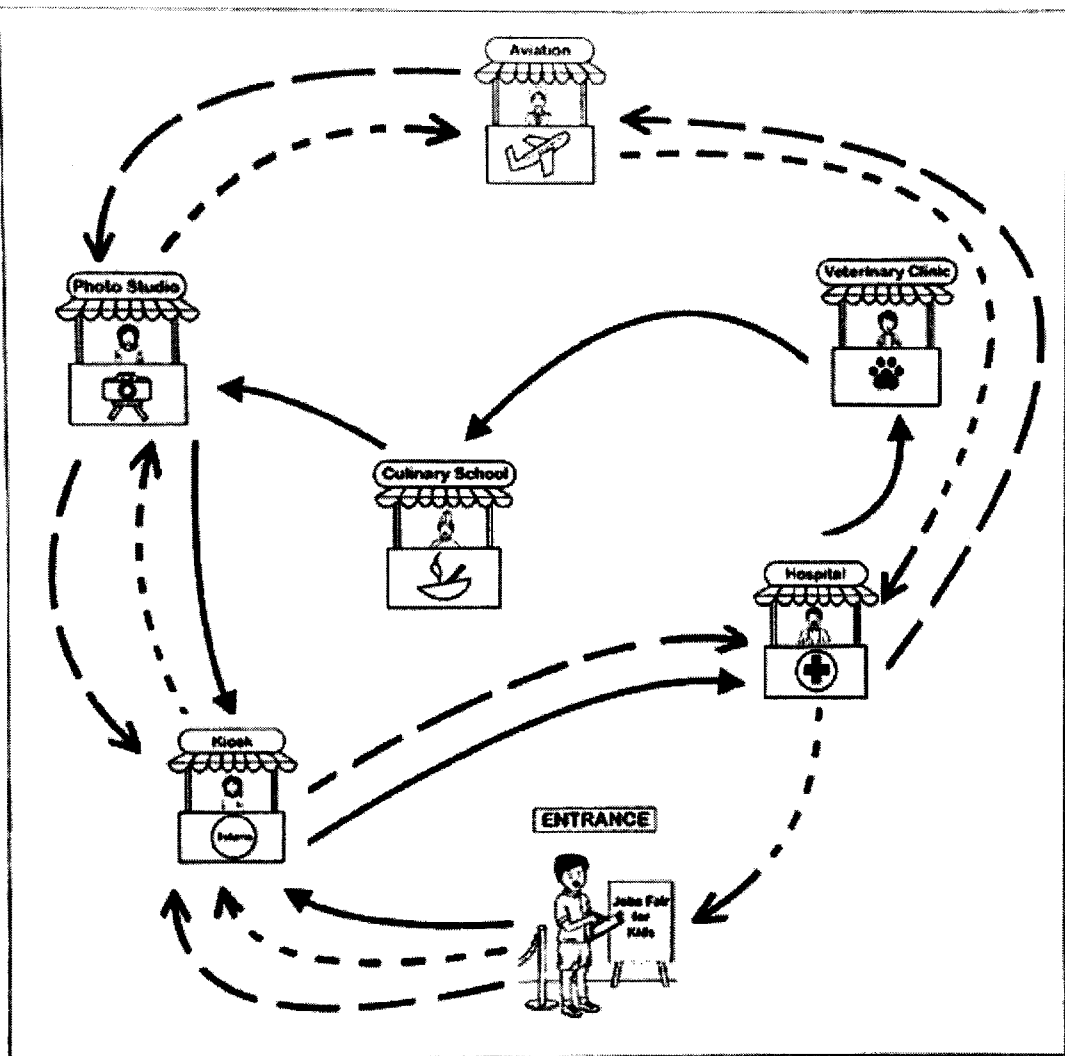 Aviation
Photo Studio
Veterinary Clinic
Culinary School
Hospital
Kiosk
ENTRANCE
Jobs Fair
for
Kids